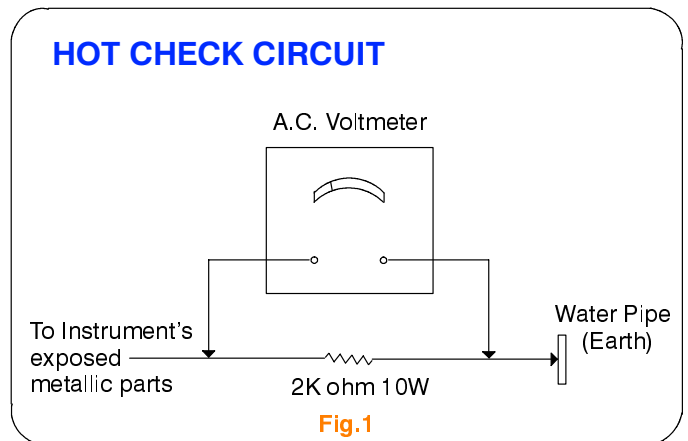 HOT CHECK CIRCUIT
A.C. Voltmeter
To Instrument's
exposed
metallic parts
2K ohm 10W
Water Pipe
(Earth)
Fig.1